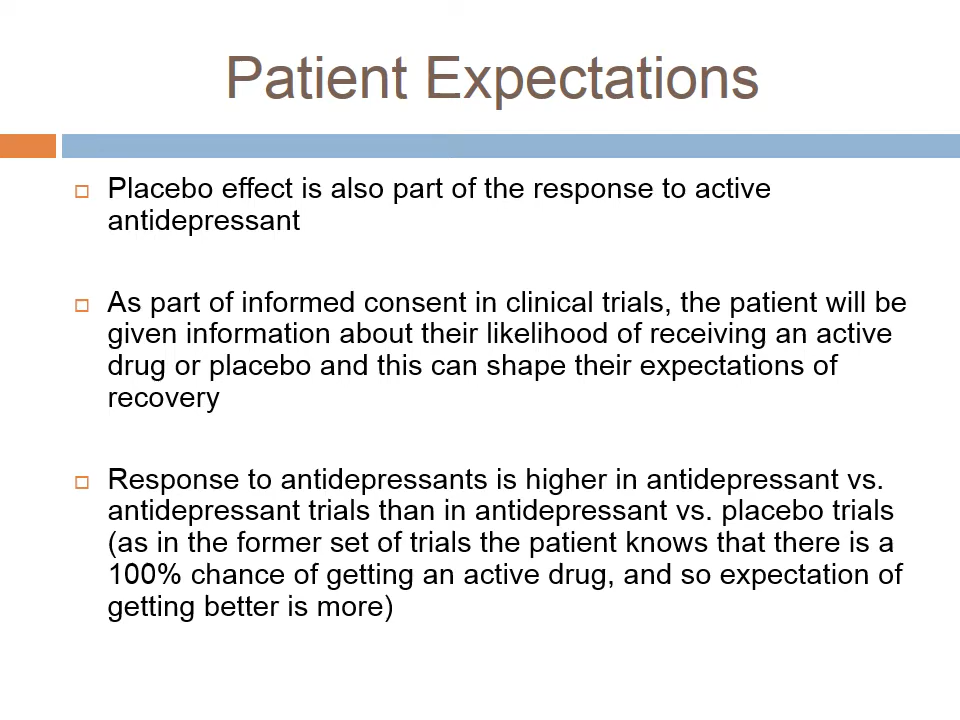 Patient Expectations
Placebo effect is also part of the response to active
antidepressant
As part of informed consent in clinical trials, the patient will be
given information about their likelihood of receiving an active
drug or placebo and this can shape their expectations of
recovery
Response to antidepressants is higher in antidepressant vs.
antidepressant trials than in antidepressant vs. placebo trials
(as in the former set of trials the patient knows that there is a
100% chance of getting an active drug, and so expectation of
getting better is more)